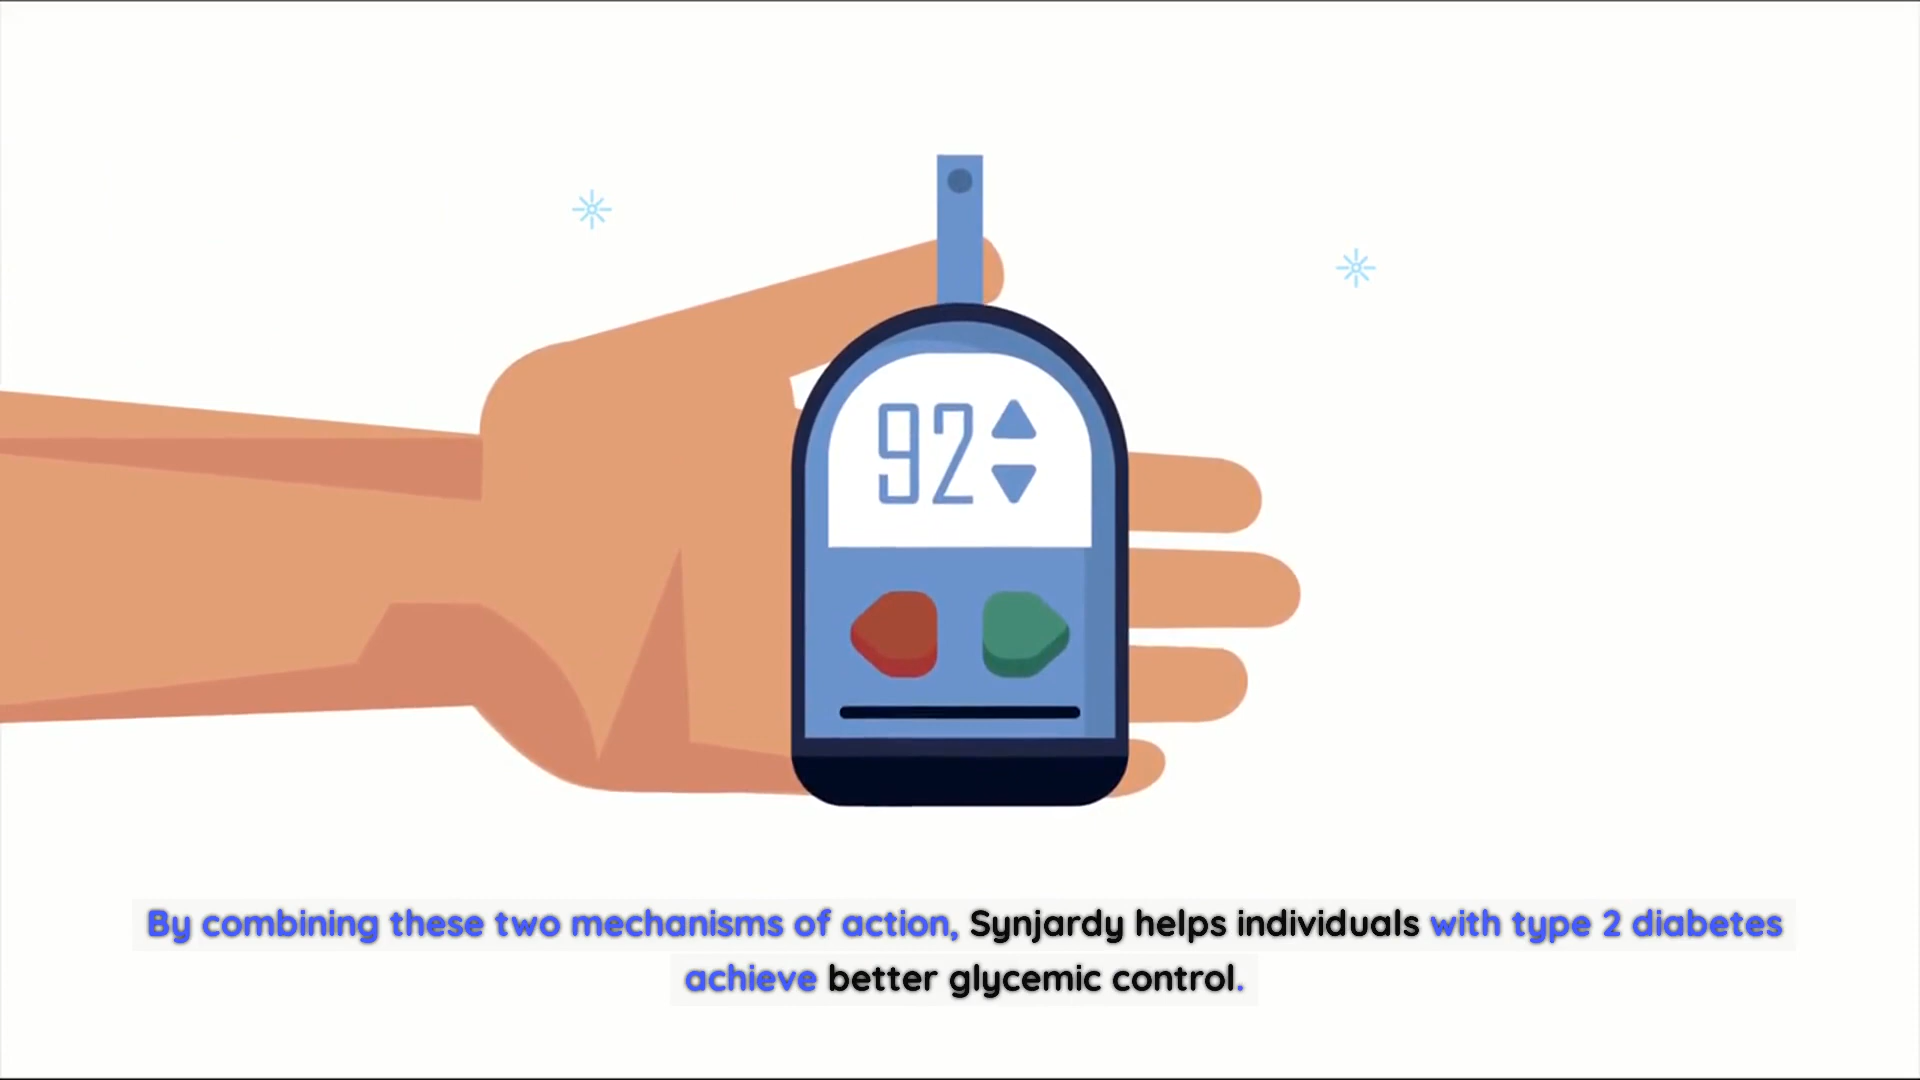 92
By combining these two mechanisms of action, Synjardy helps individuals with type 2 diabetes
achieve better glycemic control.